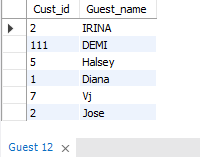 Cust_id Guest_name
2 IRINA
111 DEMI
5 Halsey
1 Diana
7 Vj
2 Jose
Guest 12